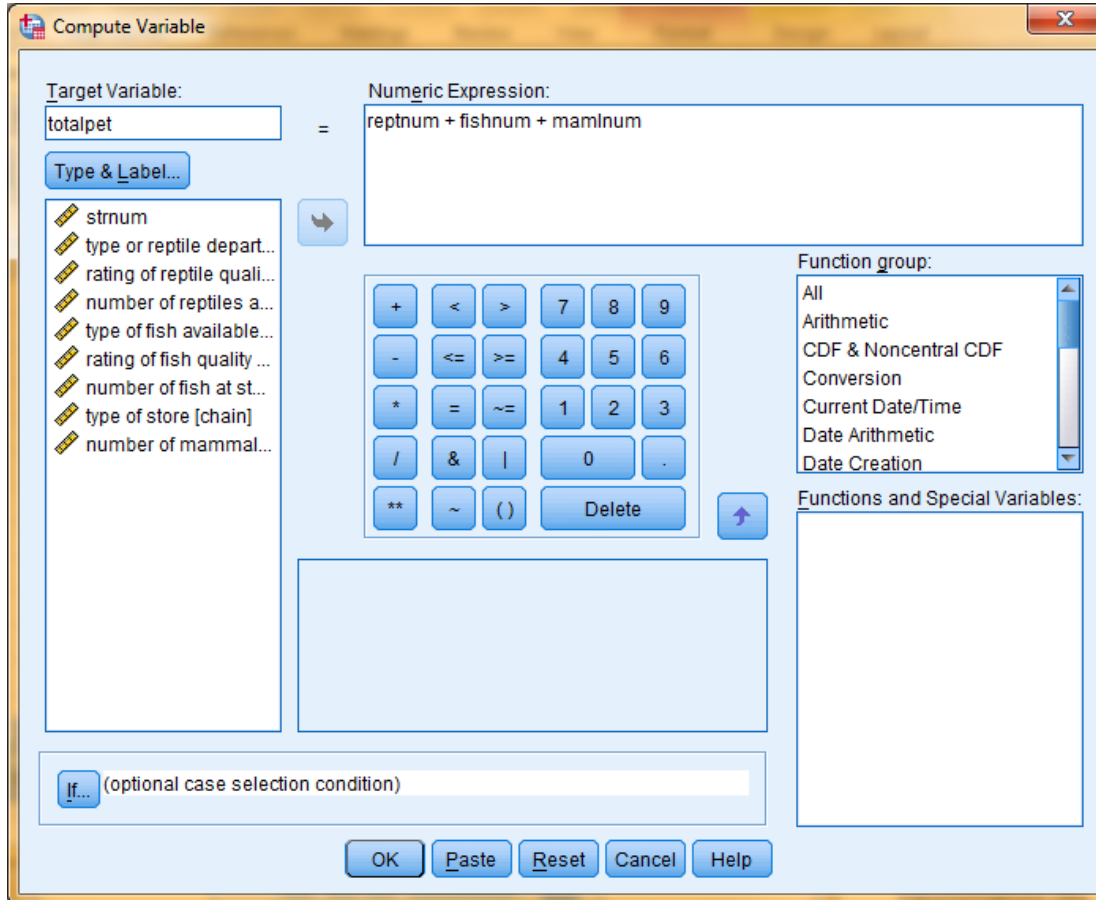 Compute Variable
Target Variable:
totalpet
=
Numeric Expression:
reptnum + fishnum + mamlnum
Type & Label...
strnum
type or reptile depart...
rating of reptile quali...
number of reptiles a...
type of fish available...
rating of fish quality ...
number of fish at st...
type of store [chain]
number of mammal...
+ < > 7 8 9
- <= >= 4 5 6
* = ~= 1 2 3
/ & | 0 .
** ~ ( ) Delete
Function group:
All
Arithmetic
CDF & Noncentral CDF
Conversion
Current Date/Time
Date Arithmetic
Date Creation
Functions and Special Variables:
If... (optional case selection condition)
OK Paste Reset Cancel Help